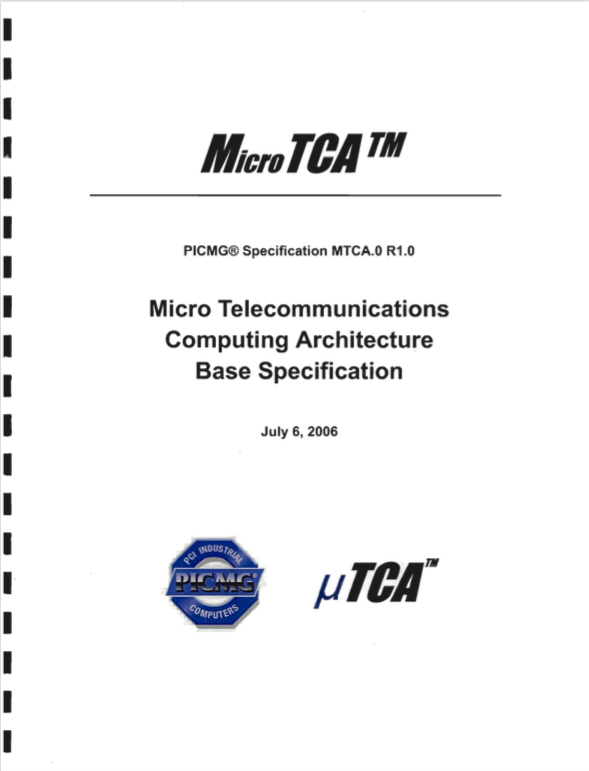 MicroTCA™
PICMG® Specification MTCA.0 R1.0
Micro Telecommunications
Computing Architecture
Base Specification
July 6, 2006
PCI INDUSTRIAL
PICMG®
COMPUTERS
µTCA™